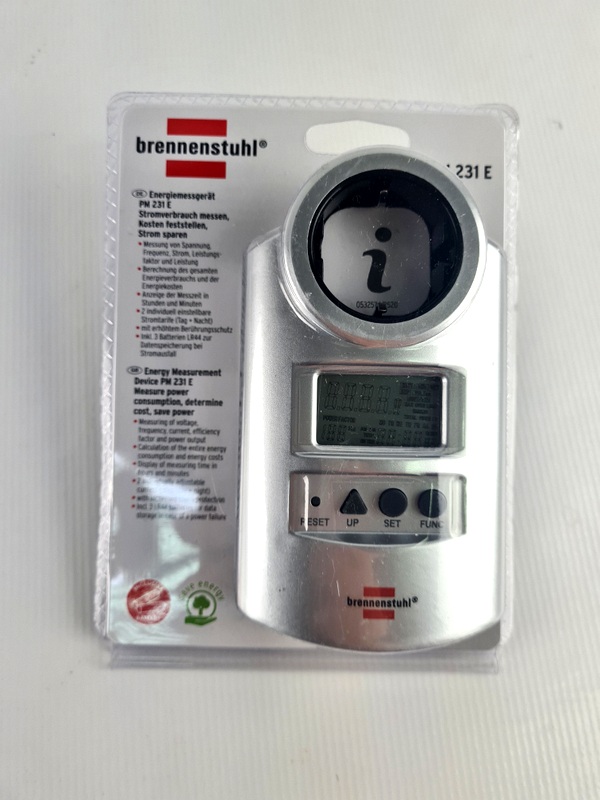 brennenstuhl®
231 E
DE Energiemessgerät
PM 231 E
Stromverbrauch messen,
Kosten feststellen,
Strom sparen
• Messung von Spannung,
Frequenz, Strom, Leistungs-
faktor und Leistung
• Berechnung des gesamten
Energieverbrauchs und der
Energiekosten
• Anzeige der Messzeit in
Stunden und Minuten
• 2 individuell einstellbare
Stromtarife (Tag + Nacht)
• mit erhöhtem Berührungsschutz
• Inkl. 3 Batterien LR44 zur
Datenspeicherung bei
Stromausfall
GB Energy Measurement
Device PM 231 E
Measure power
consumption, determine
cost, save power
• Measuring of voltage,
frequency, current, efficiency
factor and power output
• Calculation of the entire energy
consumption and energy costs
• Display of measuring time in
hours and minutes
i
RESET
UP
SET
FUNC
save energy
brennenstuhl®